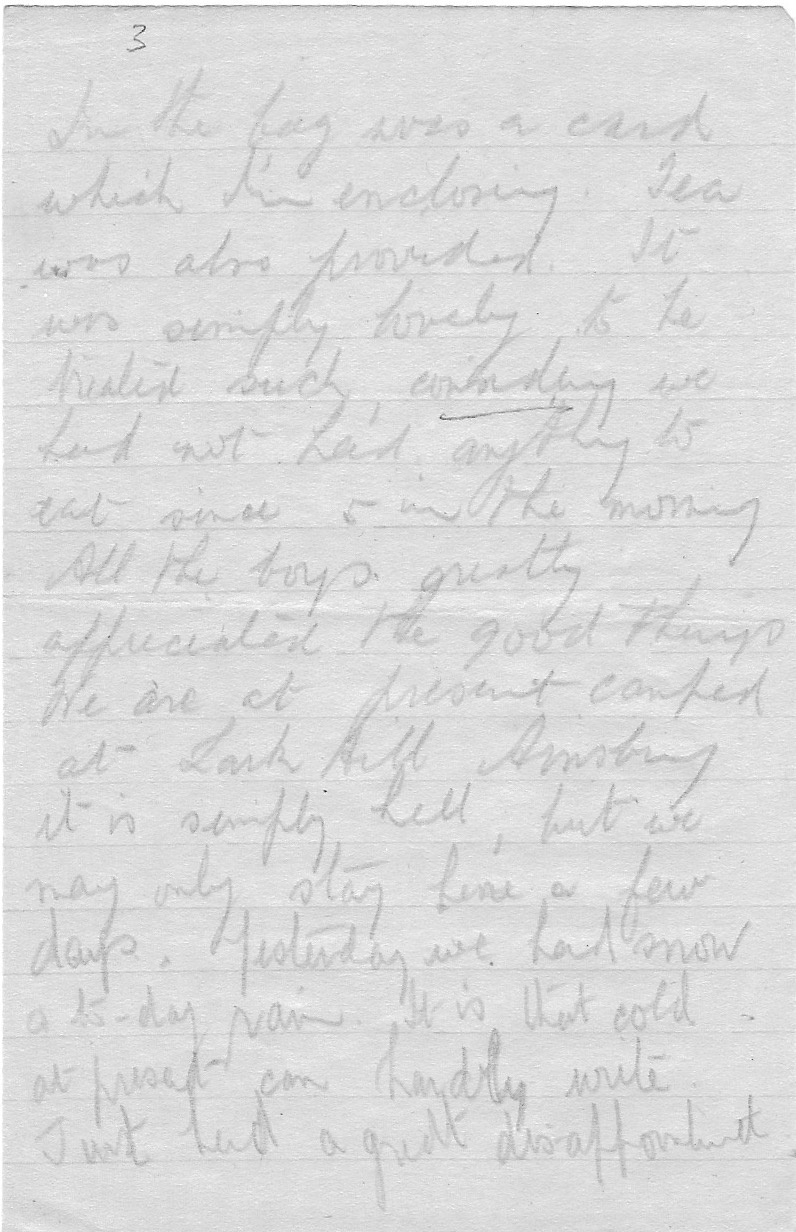 3
In the bag was a card
which I'm enclosing. Tea
was also provided. It
was simply lovely to be
treated such, considering we
had not had anything to
eat since 5 in the morning
All the boys greatly
appreciated the good things
We are at present camped
at Lark Hill Amsbury
it is simply hell, but we
may only stay here a few
days. Yesterday we had snow
a to-day rain. It is that cold
at present can hardly write.
Just had a great disappointment.